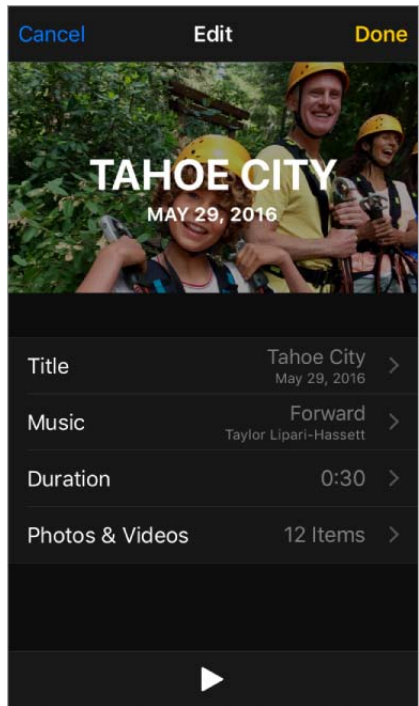 Cancel Edit Done
TAHOE CITY
MAY 29, 2016
Title Tahoe City
May 29, 2016
Music Forward
Taylor Lipari-Hassett
Duration 0:30
Photos & Videos 12 Items